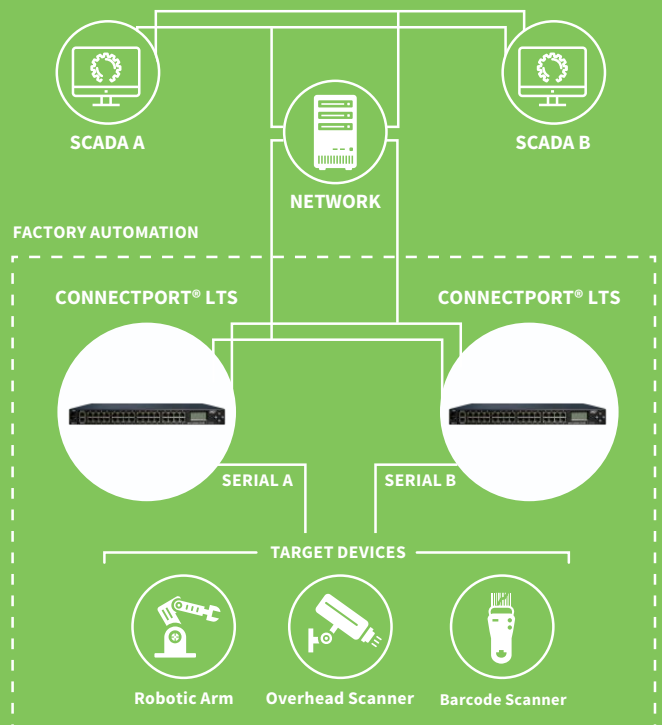 SCADA A
SCADA B
NETWORK
FACTORY AUTOMATION
CONNECTPORT® LTS
CONNECTPORT® LTS
SERIAL A
SERIAL B
TARGET DEVICES
Robotic Arm
Overhead Scanner
Barcode Scanner